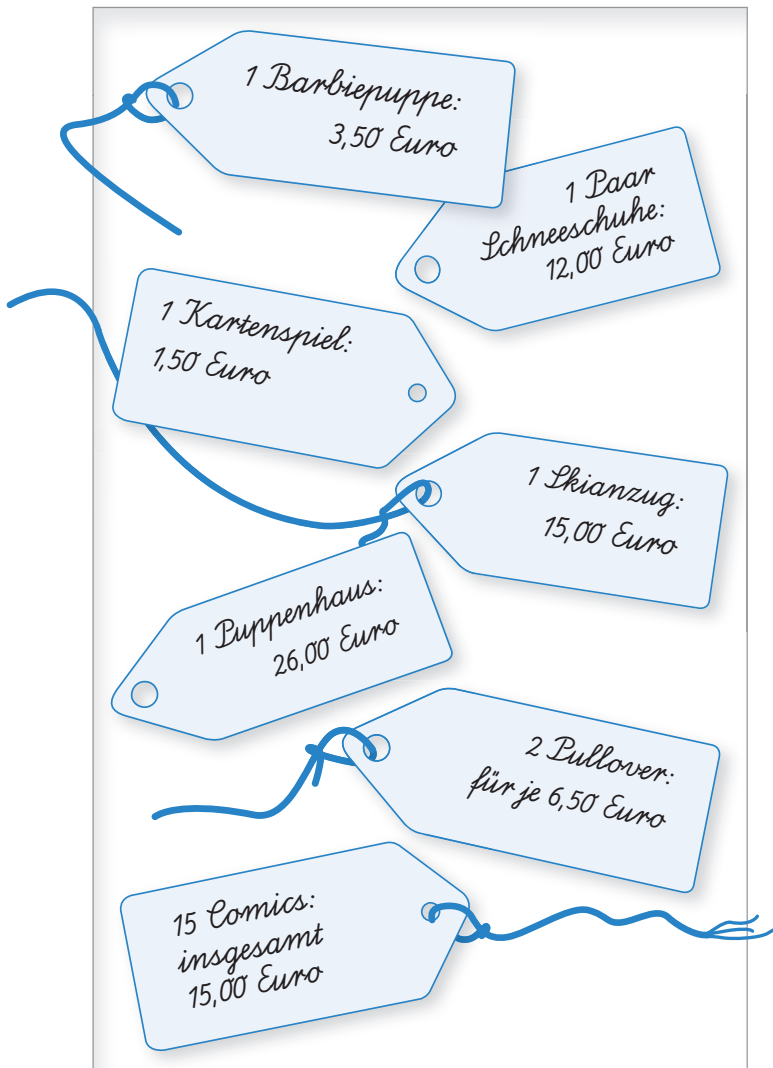 1 Barbiepuppe:
3,50 Euro
1 Paar
Schneeschuhe:
12,00 Euro
1 Kartenspiel:
1,50 Euro
1 Skianzug:
15,00 Euro
1 Puppenhaus:
26,00 Euro
2 Pullover:
für je 6,50 Euro
15 Comics:
insgesamt
15,00 Euro